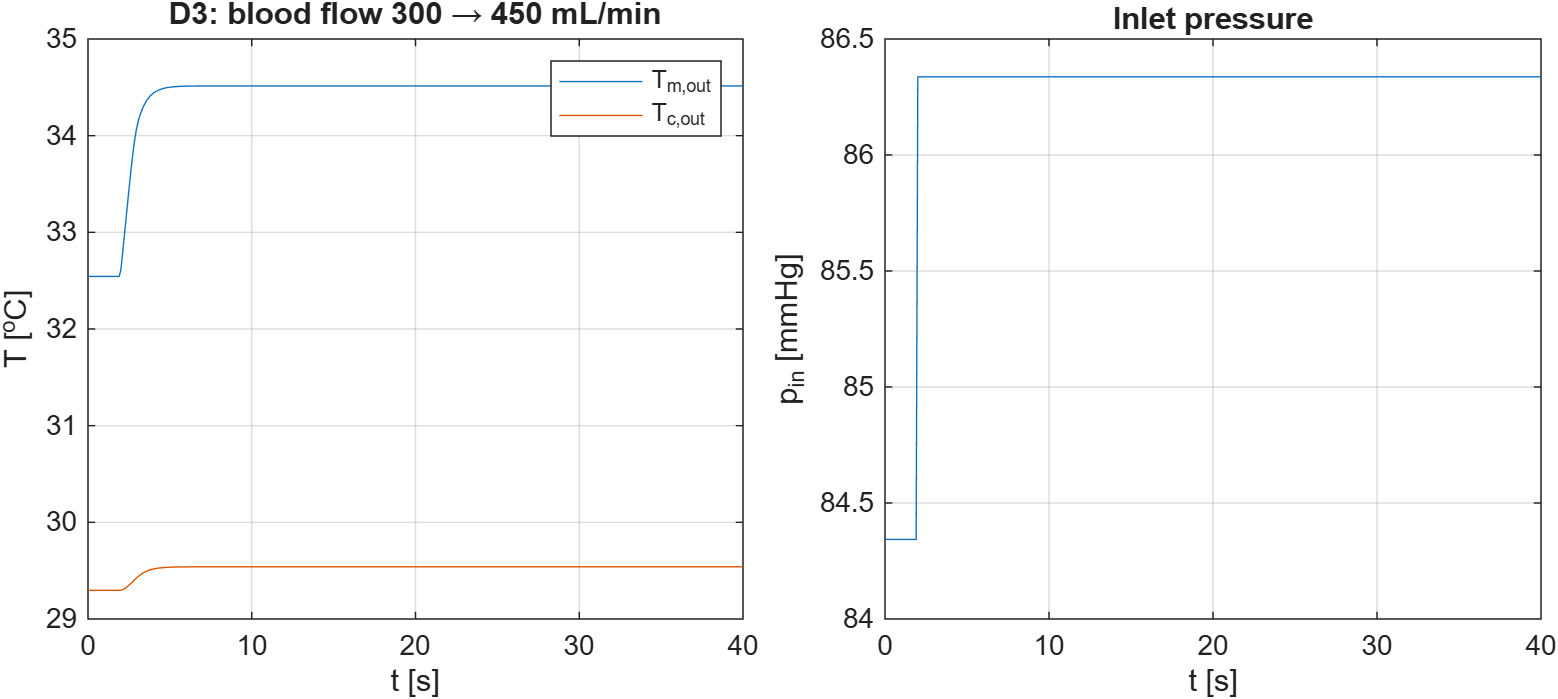 D3: blood flow 300 → 450 mL/min
35
34
33
32
31
30
29
T [°C]
T_m,out
T_c,out
0 10 20 30 40
t [s]
Inlet pressure
86.5
86
85.5
85
84.5
84
p_in [mmHg]
0 10 20 30 40
t [s]